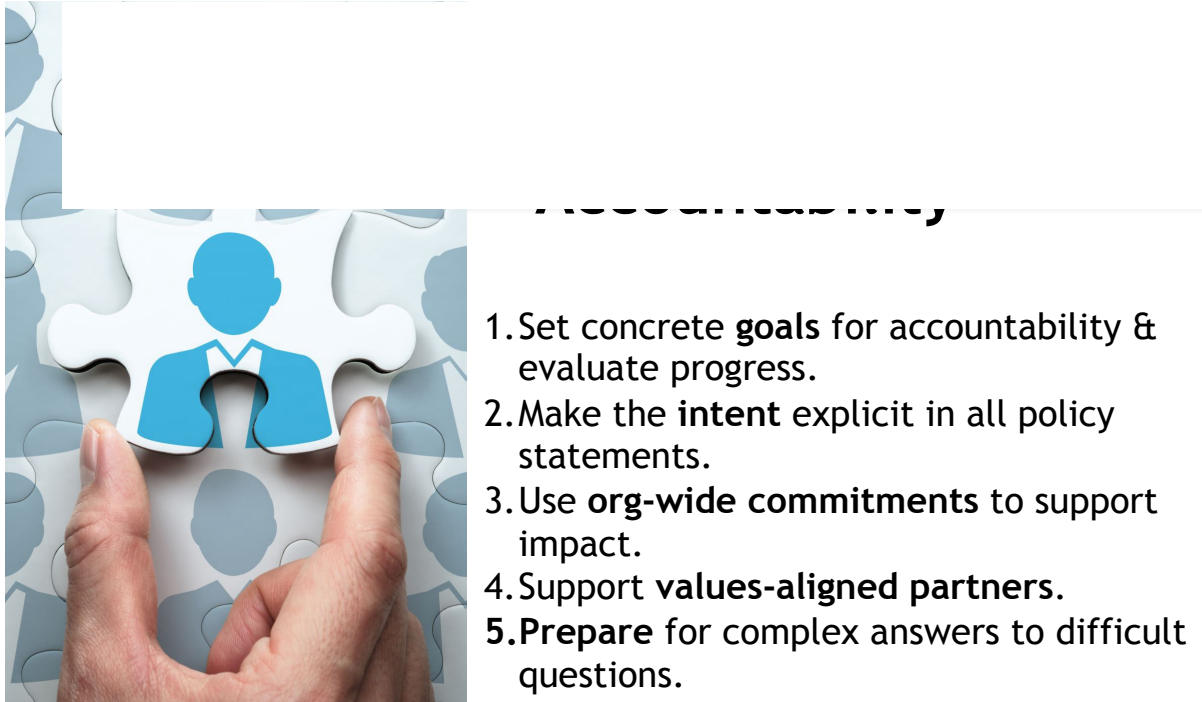 Accountability
1.Set concrete goals for accountability &
evaluate progress.
2.Make the intent explicit in all policy
statements.
3.Use org-wide commitments to support
impact.
4.Support values-aligned partners.
5.Prepare for complex answers to difficult
questions.